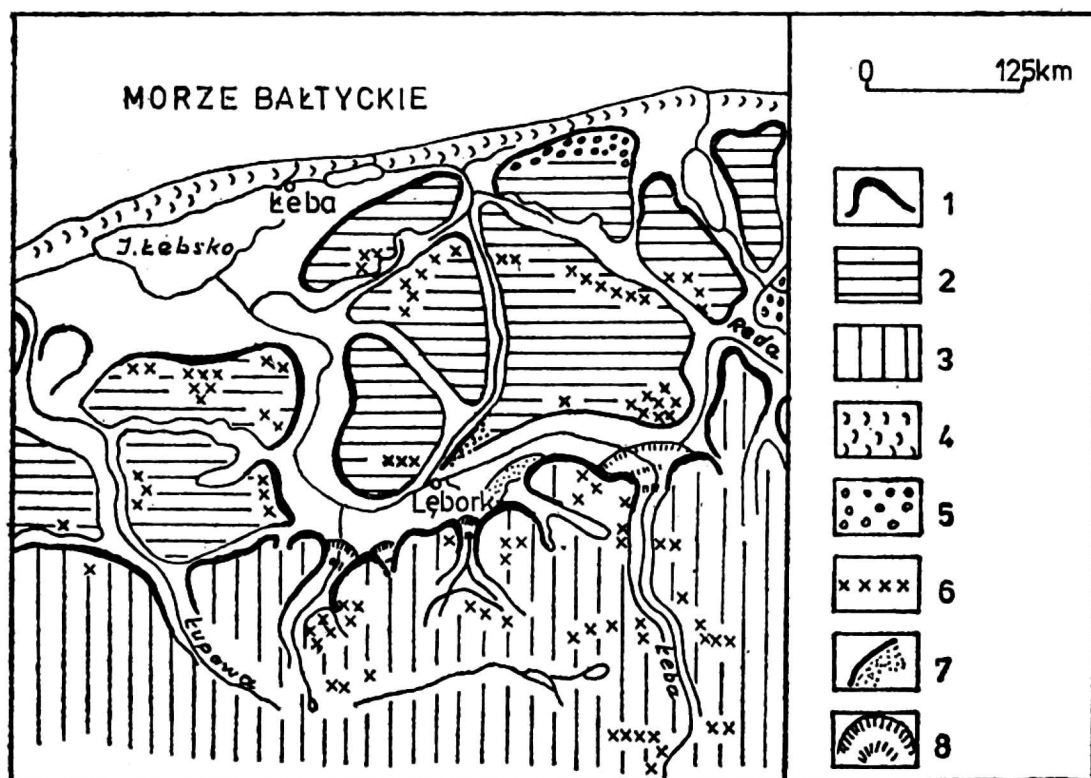 MORZE BAŁTYCKIE
0 125km
Łeba
J. Łebsko
Reda
Lębork
Łupawa
Łeba
1
2
3
4
5
6
7
8